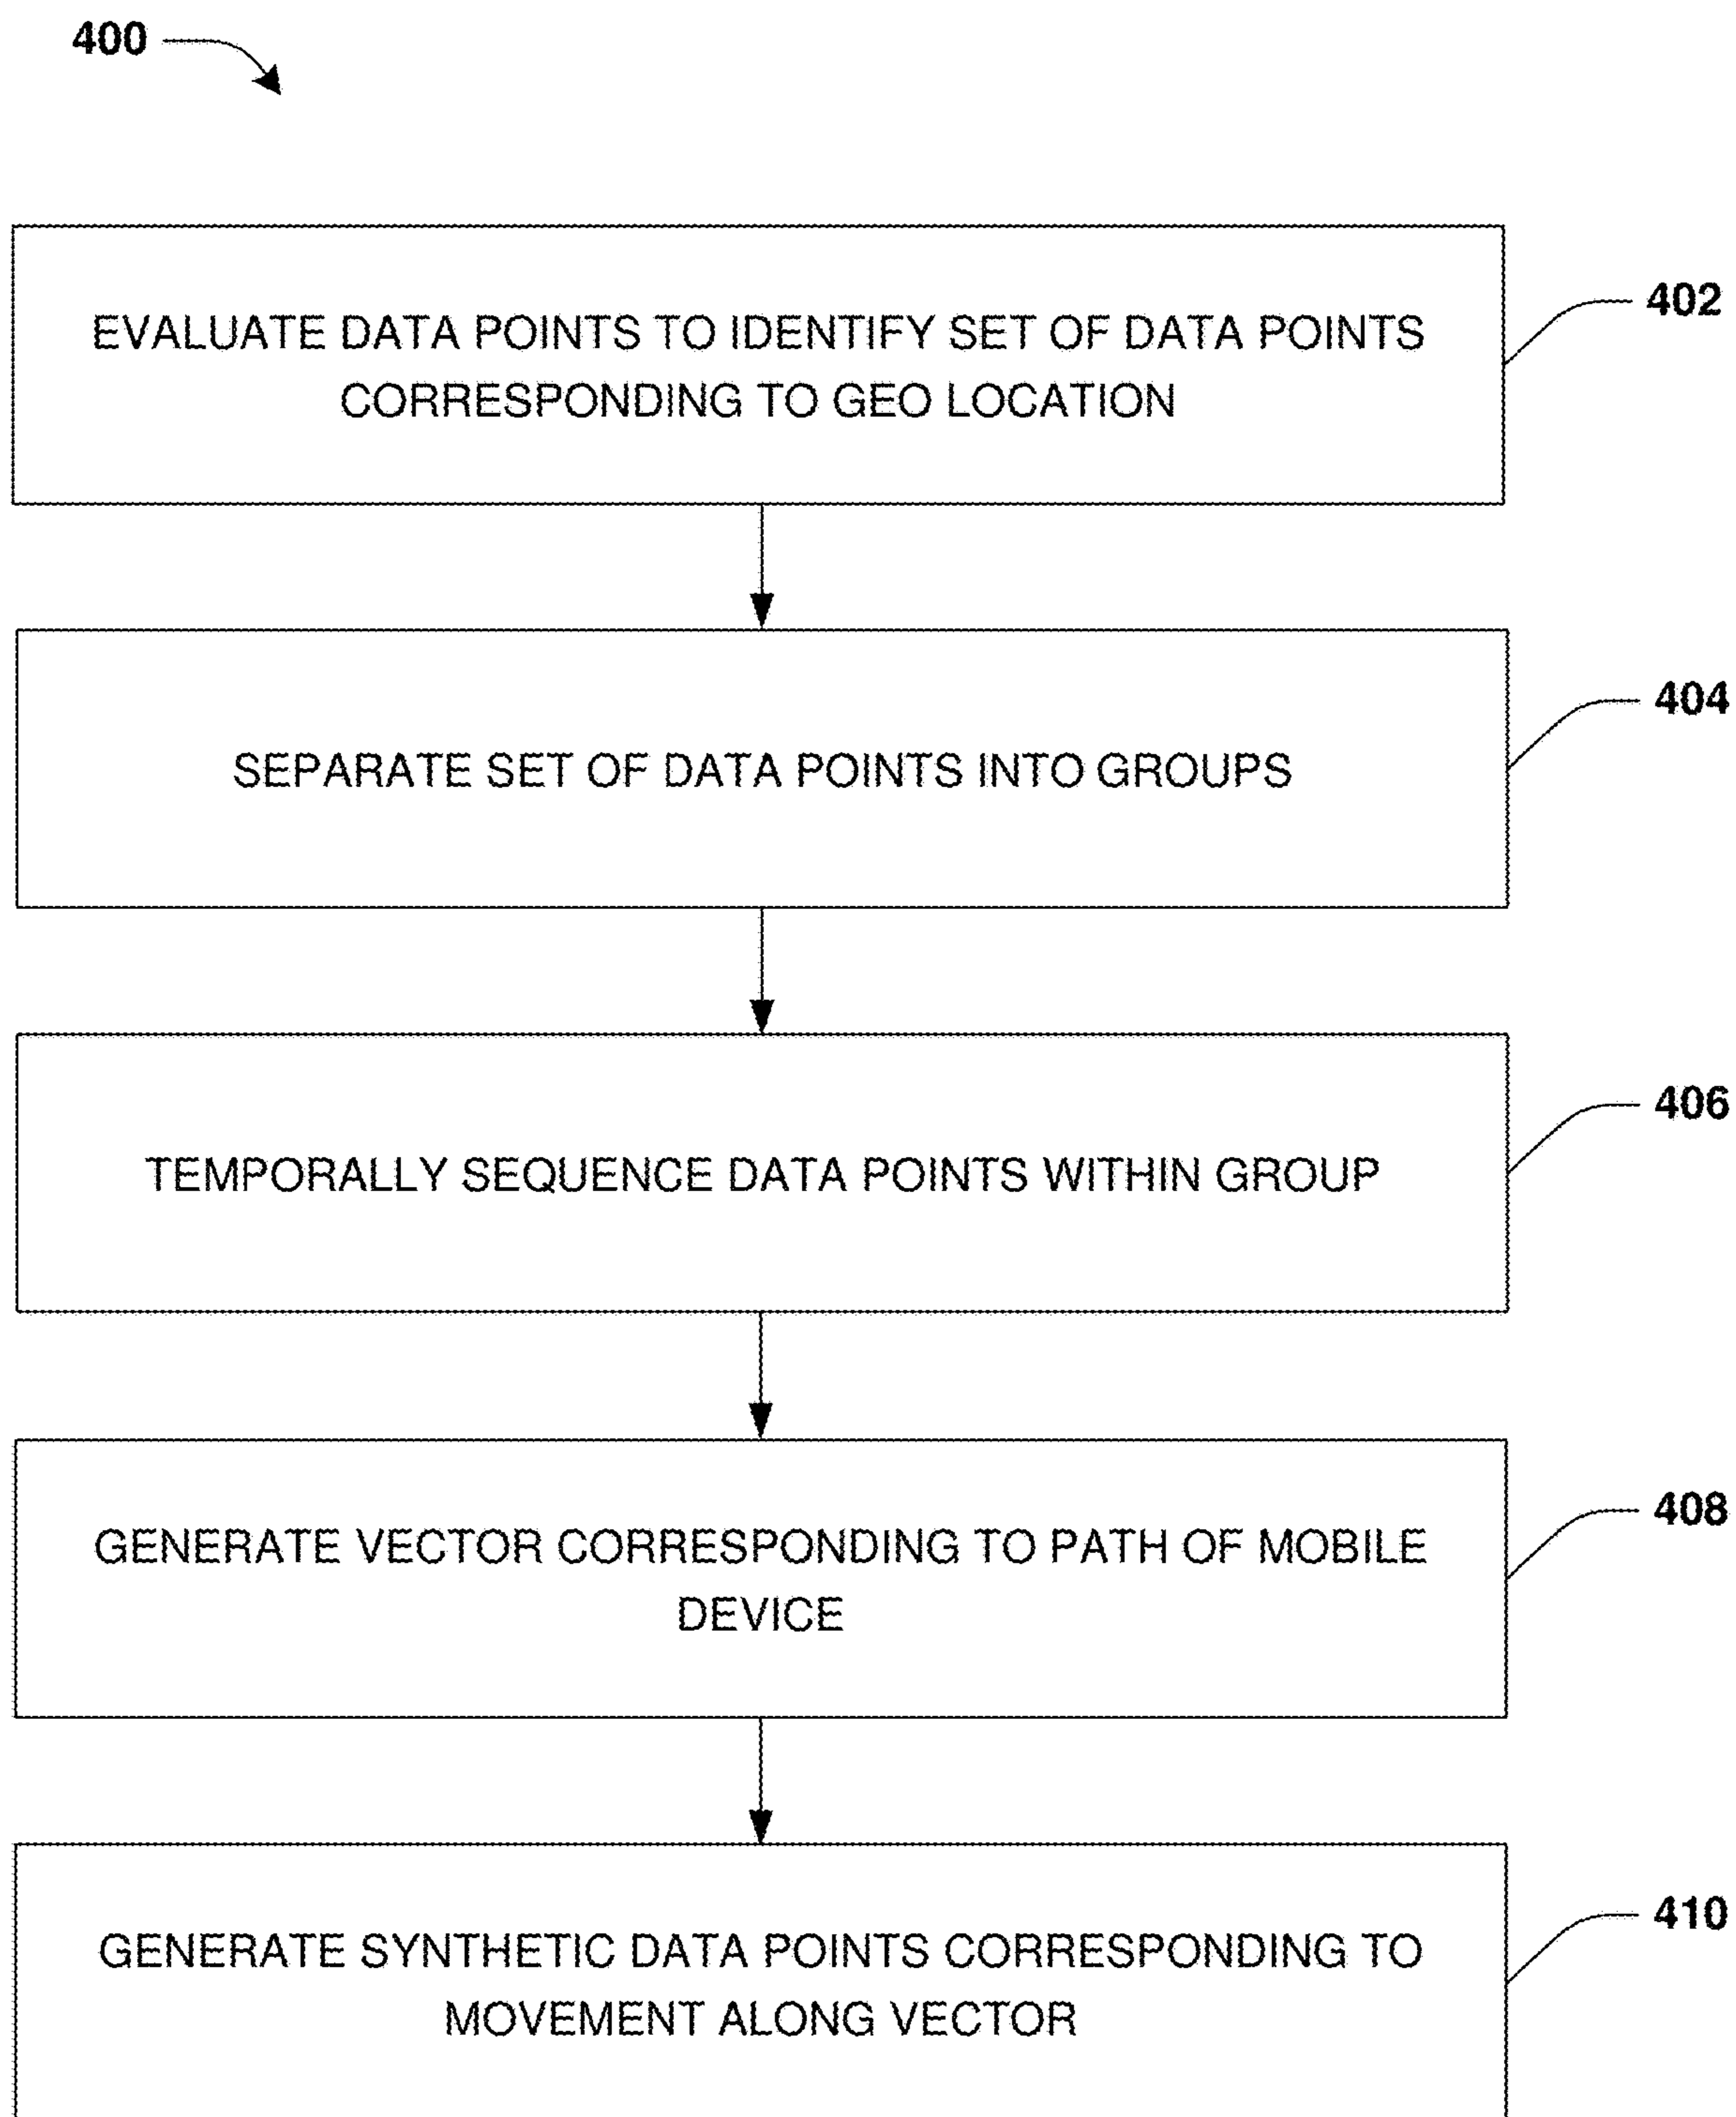 400
EVALUATE DATA POINTS TO IDENTIFY SET OF DATA POINTS
CORRESPONDING TO GEO LOCATION
402
SEPARATE SET OF DATA POINTS INTO GROUPS
404
TEMPORALLY SEQUENCE DATA POINTS WITHIN GROUP
406
GENERATE VECTOR CORRESPONDING TO PATH OF MOBILE
DEVICE
408
GENERATE SYNTHETIC DATA POINTS CORRESPONDING TO
MOVEMENT ALONG VECTOR
410